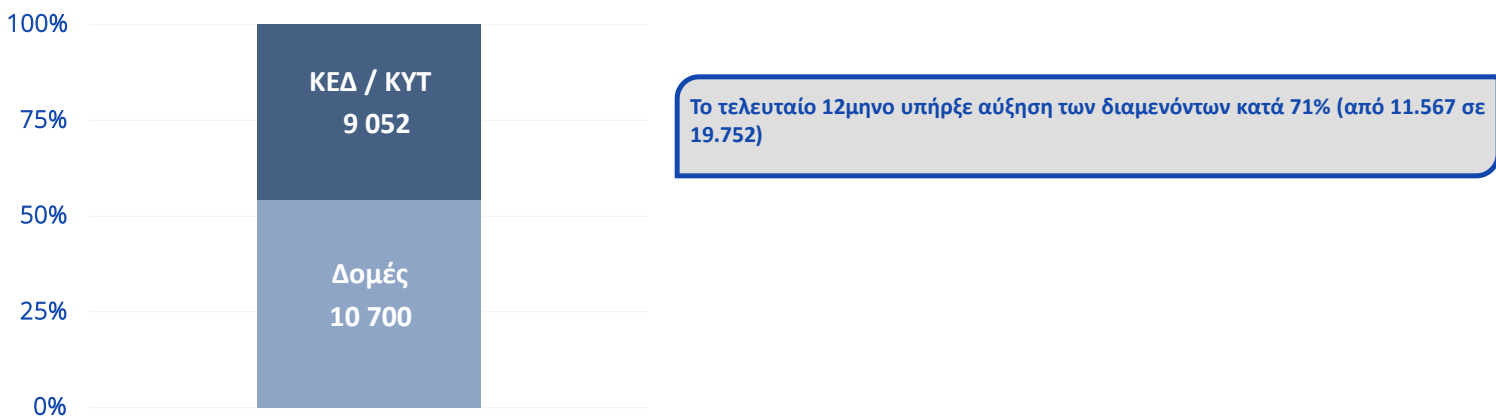 100%
75%
50%
25%
0%
ΚΕΔ / ΚΥΤ
9 052
Δομές
10 700
Το τελευταίο 12μηνο υπήρξε αύξηση των διαμενόντων κατά 71% (από 11.567 σε
19.752)